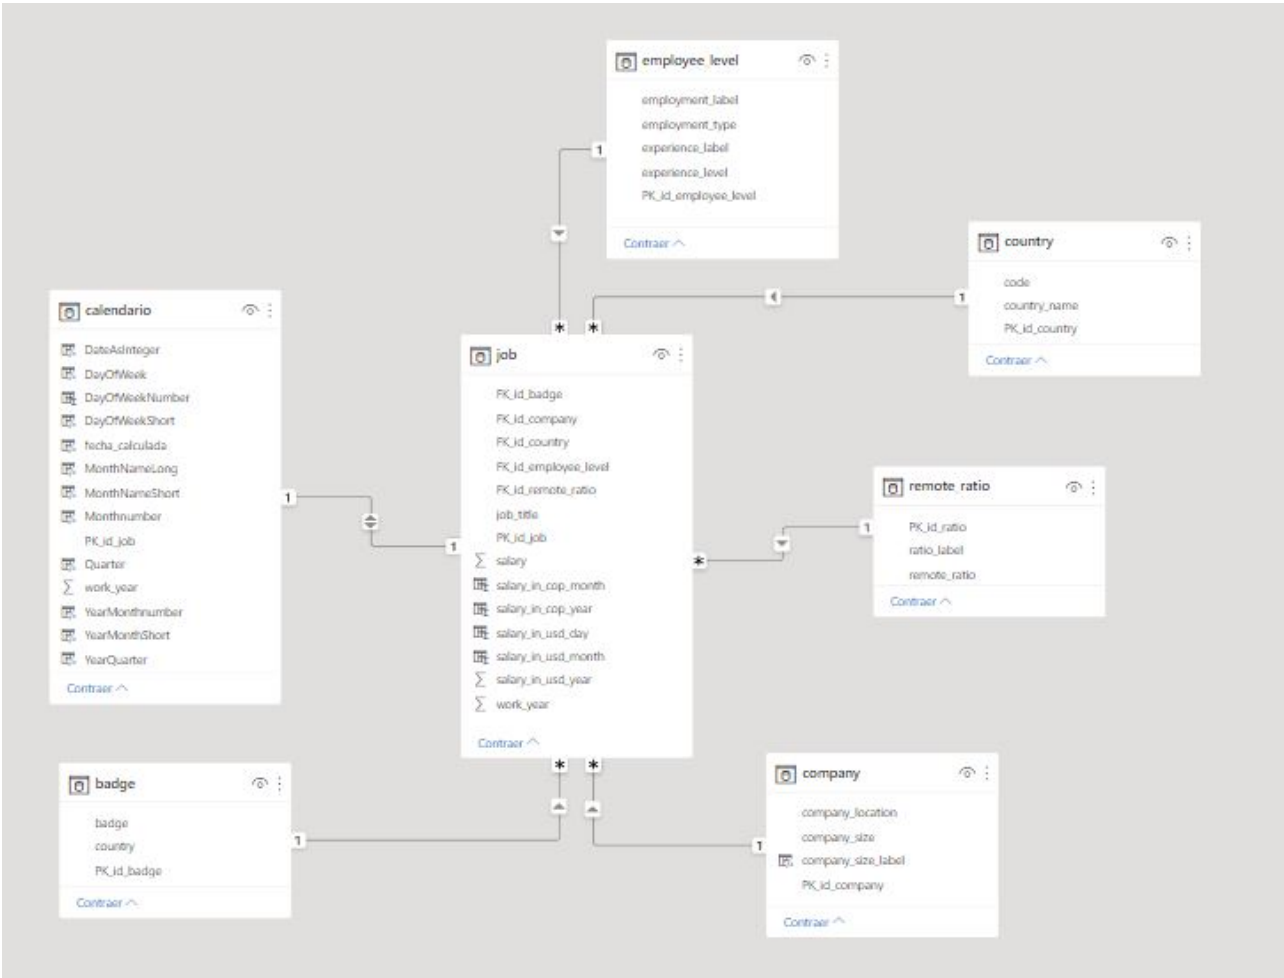 employee_level
employment_label
employment_type
experience_label
experience_level
PK_id_employee_level
Contraer
1
country
code
country_name
PK_id_country
Contraer
1
calendario
DateAsInteger
DayOfWeek
DayOfWeekNumber
DayOfWeekShort
fecha_calculada
MonthNameLong
MonthNameShort
Monthnumber
PK_id_job
Quarter
work_year
YearMonthnumber
YearMonthShort
YearQuarter
Contraer
1
1
*
*
job
FK_id_badge
FK_id_company
FK_id_country
FK_id_employee_level
FK_id_remote_ratio
job_title
PK_id_job
∑ salary
salary_in_cop_month
salary_in_cop_year
salary_in_usd_day
salary_in_usd_month
∑ salary_in_usd_year
∑ work_year
Contraer
*
*
*
remote_ratio
PK_id_ratio
ratio_label
remote_ratio
Contraer
1
badge
badge
country
PK_id_badge
Contraer
1
company
company_location
company_size
company_size_label
PK_id_company
Contraer
1